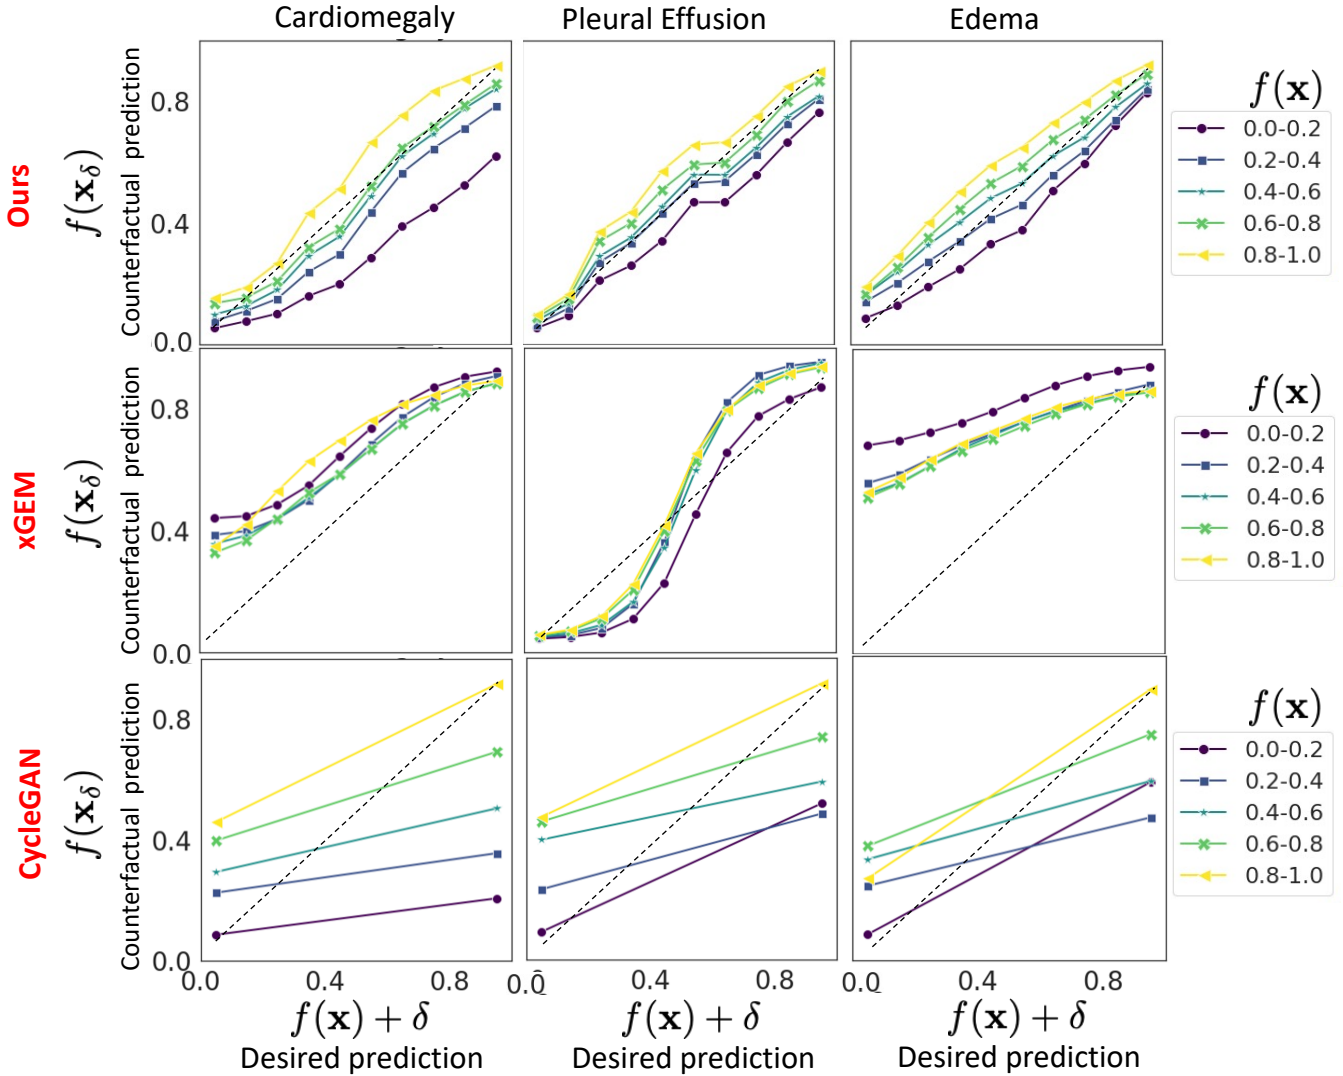 Cardiomegaly Pleural Effusion Edema
Ours
f(x_δ)
Counterfactual prediction
0.8
0.4
0.0
f(x)
0.0-0.2
0.2-0.4
0.4-0.6
0.6-0.8
0.8-1.0
xGEM
f(x_δ)
Counterfactual prediction
0.8
0.4
0.0
f(x)
0.0-0.2
0.2-0.4
0.4-0.6
0.6-0.8
0.8-1.0
CycleGAN
f(x_δ)
Counterfactual prediction
0.8
0.4
0.0
f(x)
0.0-0.2
0.2-0.4
0.4-0.6
0.6-0.8
0.8-1.0
0.0 0.4 0.8 0.0 0.4 0.8 0.0 0.4 0.8
f(x) + δ f(x) + δ f(x) + δ
Desired prediction Desired prediction Desired prediction